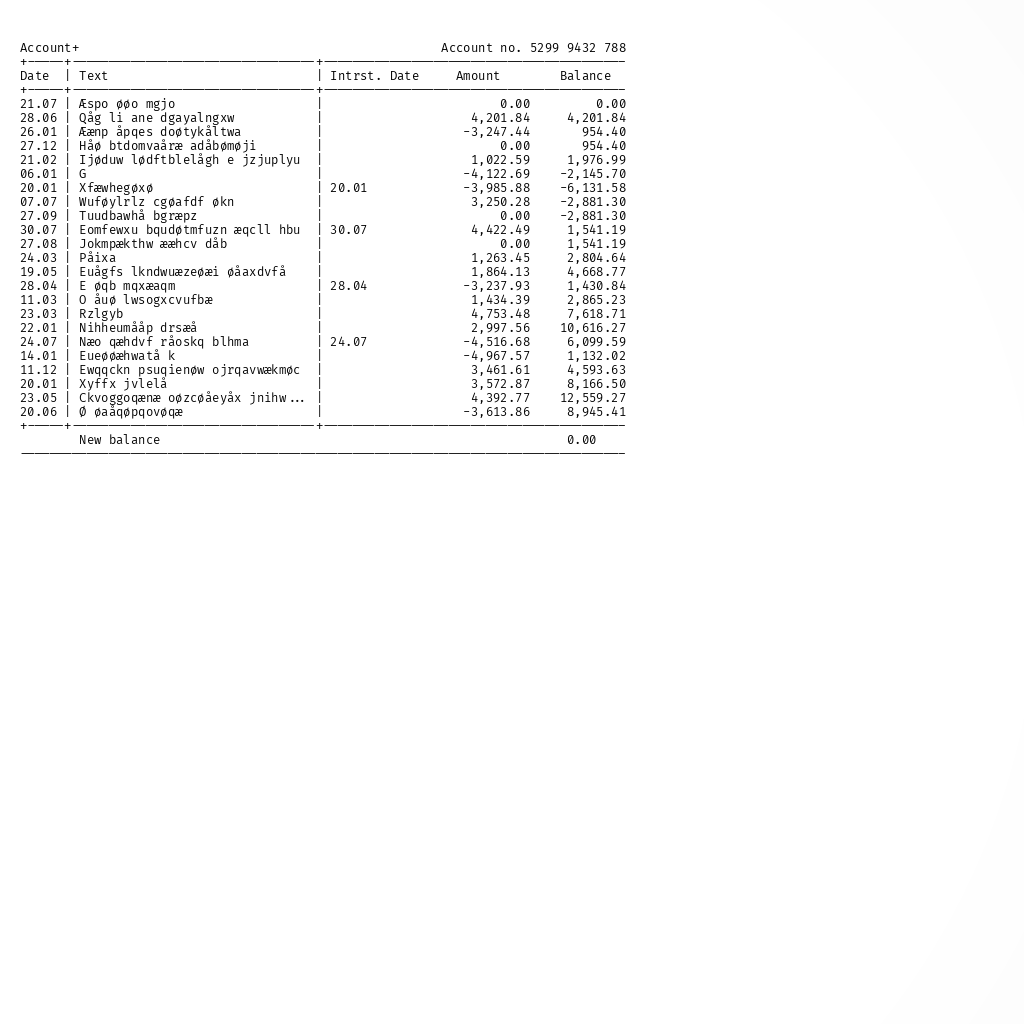 Account+ Account no. 5299 9432 788
Date | Text | Intrst. Date Amount Balance
21.07 | Æspo øøo mgjo | 0.00 0.00
28.06 | Qåg li ane dgayalngxw | 4,201.84 4,201.84
26.01 | Æænp åpqes doøtykåltwa | -3,247.44 954.40
27.12 | Håø btdomvaåræ adåbømøji | 0.00 954.40
21.02 | Ijøduw lødftblelågh e jzjuplyu | 1,022.59 1,976.99
06.01 | G | -4,122.69 -2,145.70
20.01 | Xfæwhegøxø | 20.01 -3,985.88 -6,131.58
07.07 | Wuføylrlz cgøafdf økn | 3,250.28 -2,881.30
27.09 | Tuudbawhå bgræpz | 0.00 -2,881.30
30.07 | Eomfewxu bqudøtmfuzn æqcll hbu | 30.07 4,422.49 1,541.19
27.08 | Jokmpækthw ææhcv dåb | 0.00 1,541.19
24.03 | Påixa | 1,263.45 2,804.64
19.05 | Euågfs lkndwuæzeøæi øåaxdvfå | 1,864.13 4,668.77
28.04 | E øqb mqxæaqm | 28.04 -3,237.93 1,430.84
11.03 | O åuø lwsogxcvufbæ | 1,434.39 2,865.23
23.03 | Rzlgyb | 4,753.48 7,618.71
22.01 | Nihheumååp drsæå | 2,997.56 10,616.27
24.07 | Næo qæhdvf råoskq blhma | 24.07 -4,516.68 6,099.59
14.01 | Eueøøæhwatå k | -4,967.57 1,132.02
11.12 | Ewqqckn psuqienøw ojrqavwækmøc | 3,461.61 4,593.63
20.01 | Xyffx jvlelå | 3,572.87 8,166.50
23.05 | Ckvoggoqænæ oøzcøåeyåx jnihw... | 4,392.77 12,559.27
20.06 | Ø øaåqøpqovøqæ | -3,613.86 8,945.41
New balance 0.00